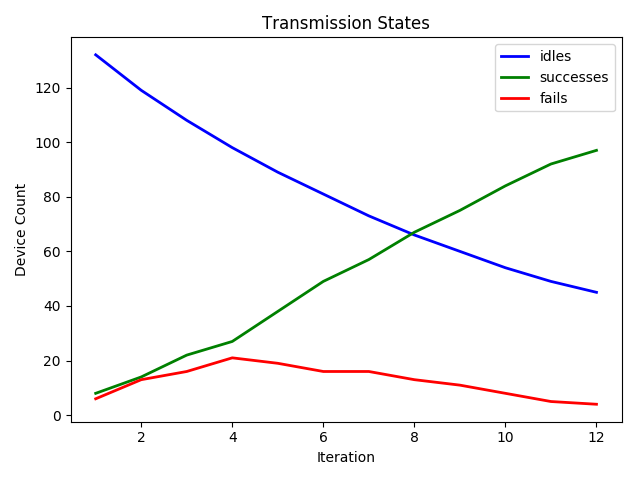 Transmission States
idles
successes
fails
Device Count
120
100
80
60
40
20
0
2 4 6 8 10 12
Iteration